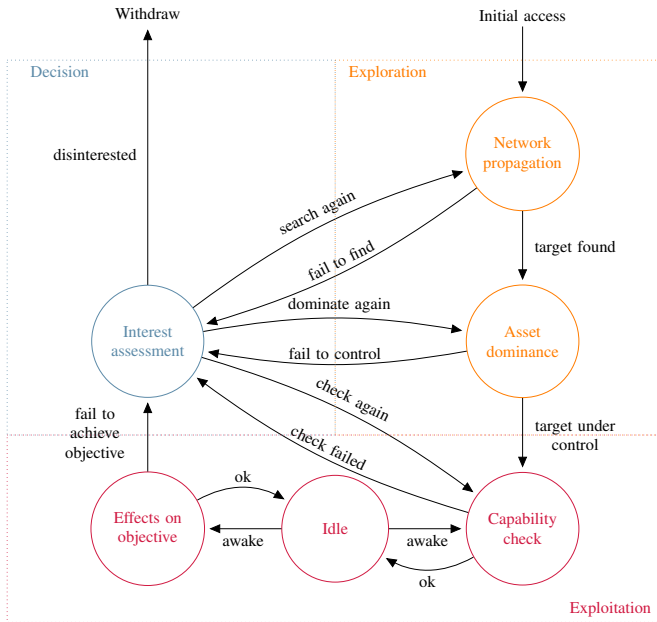 Withdraw
Initial access
Decision
Exploration
disinterested
Network
propagation
search again
fail to find
target found
dominate again
Interest
assessment
Asset
dominance
fail to control
check again
fail to
achieve
objective
check failed
target under
control
ok
Effects on
objective
awake
Idle
awake
Capability
check
ok
Exploitation